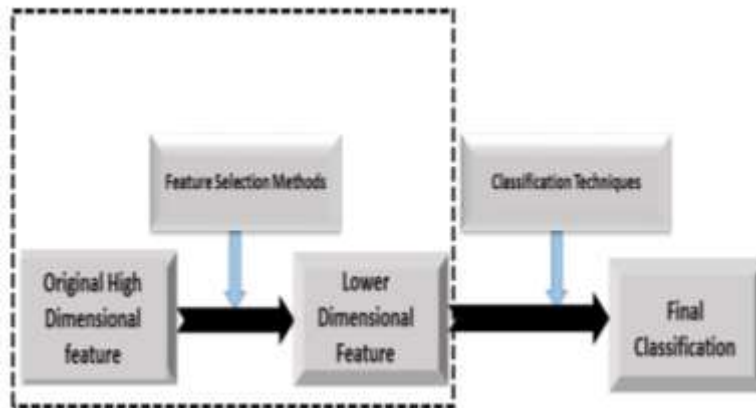 Feature Selection Methods
Classification Techniques
Original High
Dimensional
feature
Lower
Dimensional
Feature
Final
Classification